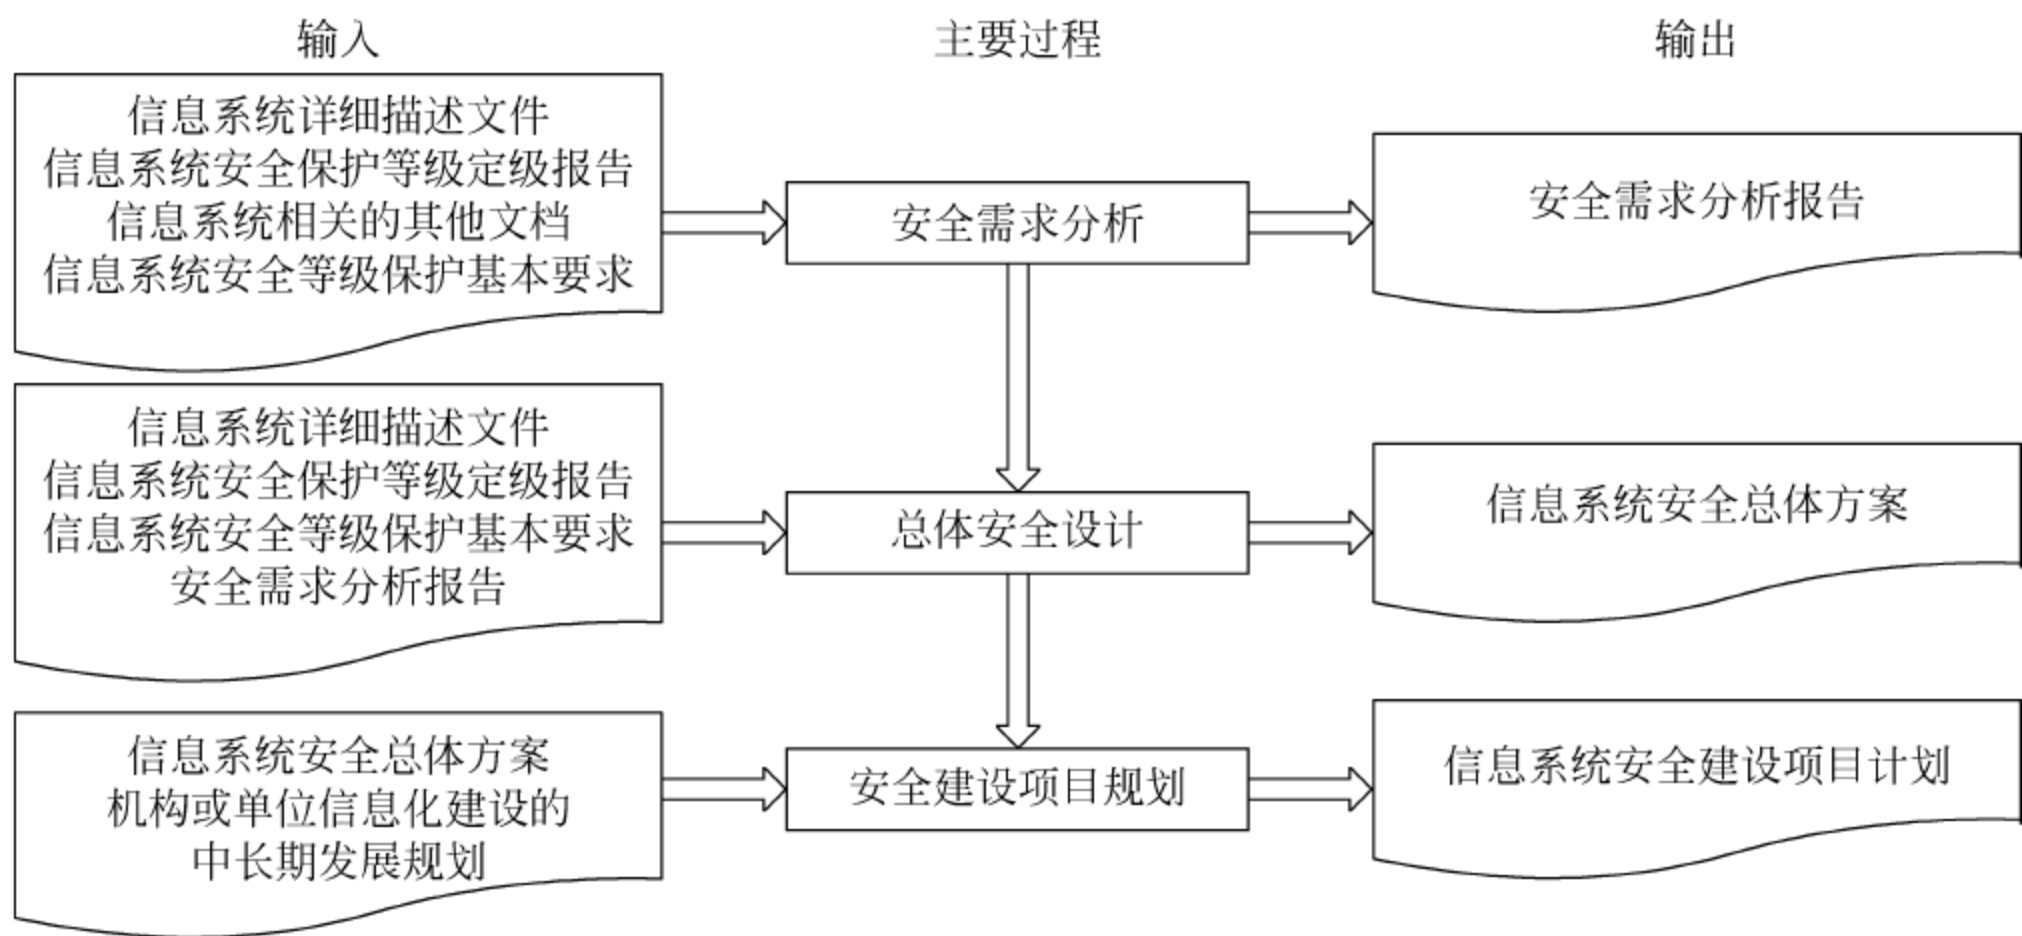 输入
主要过程
输出
信息系统详细描述文件
信息系统安全保护等级定级报告
信息系统相关的其他文档
信息系统安全等级保护基本要求
安全需求分析
安全需求分析报告
信息系统详细描述文件
信息系统安全保护等级定级报告
信息系统安全等级保护基本要求
安全需求分析报告
总体安全设计
信息系统安全总体方案
信息系统安全总体方案
机构或单位信息化建设的
中长期发展规划
安全建设项目规划
信息系统安全建设项目计划